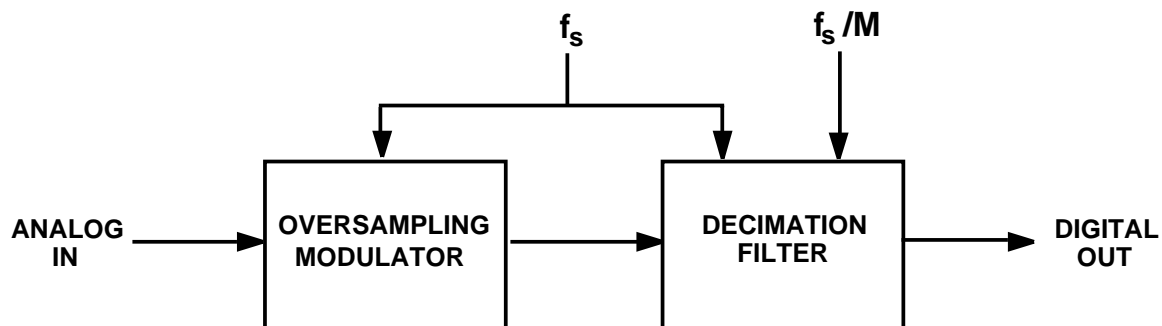 fs
fs /M
ANALOG
IN
OVERSAMPLING
MODULATOR
DECIMATION
FILTER
DIGITAL
OUT